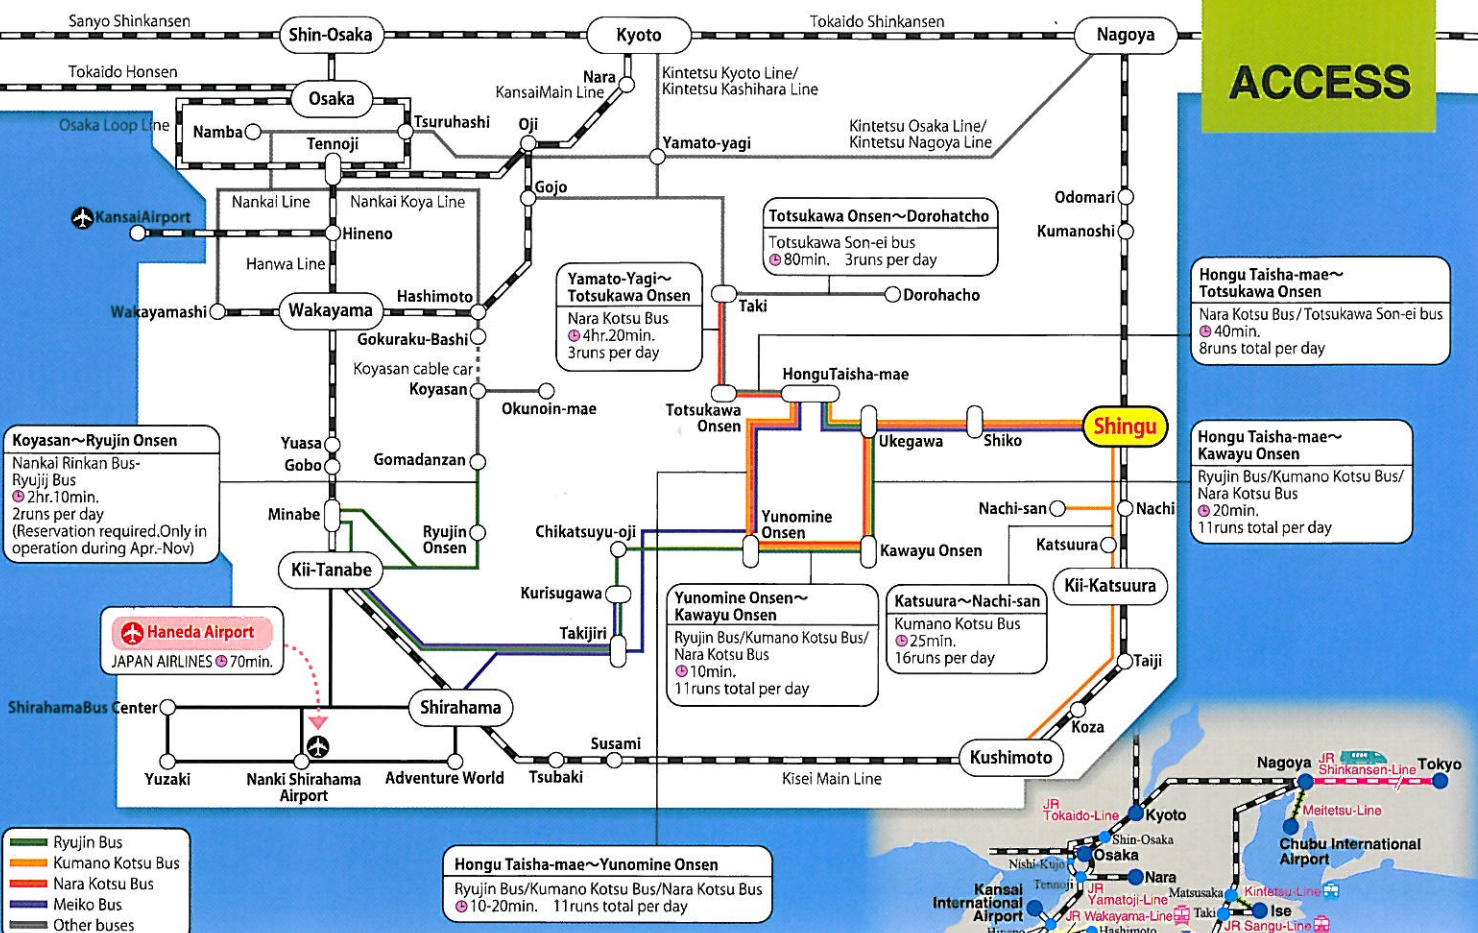 Sanyo Shinkansen
Shin-Osaka
Kyoto
Tokaido Shinkansen
Nagoya
ACCESS
Tokaido Honsen
Osaka
Nara
KansaiMain Line
Kintetsu Kyoto Line/
Kintetsu Kashihara Line
Osaka Loop Line
Namba
Tsuruhashi
Tennoji
Oji
Yamato-yagi
Kintetsu Osaka Line/
Kintetsu Nagoya Line
Gojo
Nankai Line
Nankai Koya Line
KansaiAirport
Hineno
Hanwa Line
Odomari
Kumanoshi
Totsukawa Onsen～Dorohatcho
Totsukawa Son-ei bus
80min. 3runs per day
Yamato-Yagi～
Totsukawa Onsen
Nara Kotsu Bus
4hr.20min.
3runs per day
Taki
Dorohacho
Hongu Taisha-mae～
Totsukawa Onsen
Nara Kotsu Bus/Totsukawa Son-ei bus
40min.
8runs total per day
Wakayamashi
Wakayama
Hashimoto
Gokuraku-Bashi
Koyasan cable car
Koyasan
Okunoin-mae
HonguTaisha-mae
Totsukawa
Onsen
Ukegawa
Shiko
Shingu
Koyasan～Ryujin Onsen
Nankai Rinkan Bus-
Ryujij Bus
2hr.10min.
2runs per day
(Reservation required.Only in
operation during Apr.-Nov)
Yuasa
Gobo
Gomadanzan
Minabe
Ryujin
Onsen
Chikatsuyu-oji
Yunomine
Onsen
Kawayu Onsen
Hongu Taisha-mae～
Kawayu Onsen
Ryujin Bus/Kumano Kotsu Bus/
Nara Kotsu Bus
20min.
11runs total per day
Nachi-san
Nachi
Katsuura
Kii-Katsuura
Kii-Tanabe
Kurisugawa
Takijiri
Yunomine Onsen～
Kawayu Onsen
Ryujin Bus/Kumano Kotsu Bus/
Nara Kotsu Bus
10min.
11runs total per day
Katsuura～Nachi-san
Kumano Kotsu Bus
25min.
16runs per day
Haneda Airport
JAPAN AIRLINES 70min.
Taiji
Koza
ShirahamaBus Center
Shirahama
Yuzaki
Nanki Shirahama
Airport
Adventure World
Tsubaki
Susami
Kisei Main Line
Kushimoto
Ryujin Bus
Kumano Kotsu Bus
Nara Kotsu Bus
Meiko Bus
Other buses
Hongu Taisha-mae～Yunomine Onsen
Ryujin Bus/Kumano Kotsu Bus/Nara Kotsu Bus
10-20min. 11runs total per day
Nagoya
JR
Shinkansen-Line
Tokyo
JR
Tokaido-Line
Kyoto
Meitetsu-Line
Shin-Osaka
Chubu International
Airport
Nishi-Kujo
Osaka
Tennoji
Nara
JR
Yamatoji-Line
Kansai
International
Airport
JR Wakayama-Line
Matsusaka
Kintetsu-Line
Taki
Ise
JR Sangu-Line
Hineno
Hashimoto